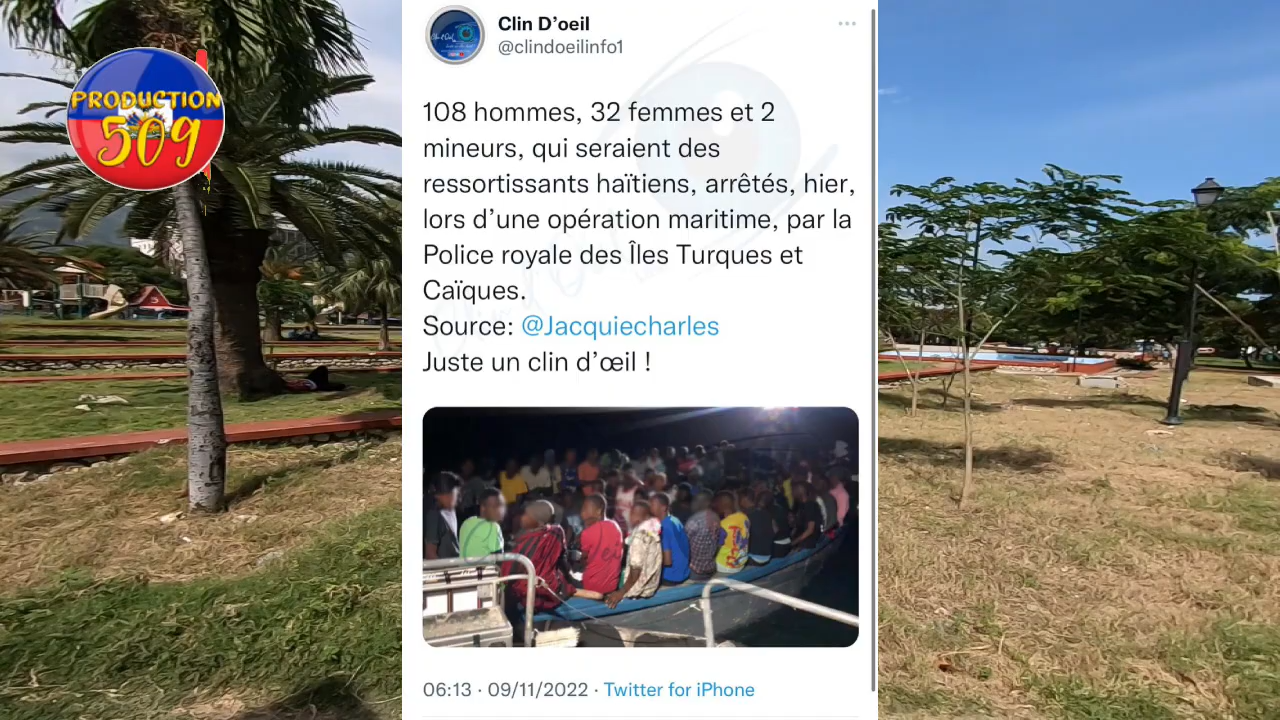 PRODUCTION
509
Clin D’oeil
@clindoeilinfo1
108 hommes, 32 femmes et 2
mineurs, qui seraient des
ressortissants haïtiens, arrêtés, hier,
lors d’une opération maritime, par la
Police royale des Îles Turques et
Caïques.
Source: @Jacquiecharles
Juste un clin d’œil !
06:13 · 09/11/2022 · Twitter for iPhone